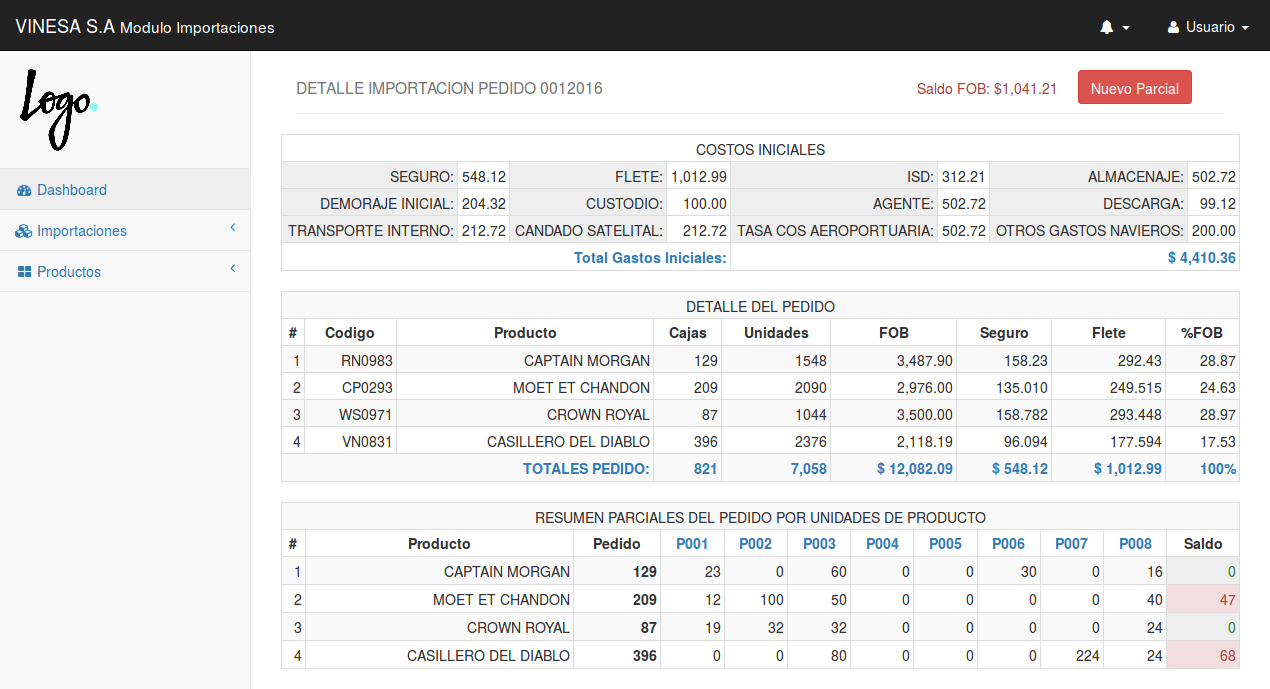 VINESA S.A Modulo Importaciones
Usuario
Logo.
DETALLE IMPORTACION PEDIDO 0012016 Saldo FOB: $1,041.21 Nuevo Parcial
Dashboard
Importaciones
Productos
COSTOS INICIALES
SEGURO: 548.12 FLETE: 1,012.99 ISD: 312.21 ALMACENAJE: 502.72
DEMORAJE INICIAL: 204.32 CUSTODIO: 100.00 AGENTE: 502.72 DESCARGA: 99.12
TRANSPORTE INTERNO: 212.72 CANDADO SATELITAL: 212.72 TASA COS AEROPORTUARIA: 502.72 OTROS GASTOS NAVIEROS: 200.00
Total Gastos Iniciales: $ 4,410.36
DETALLE DEL PEDIDO
# Codigo Producto Cajas Unidades FOB Seguro Flete %FOB
1 RN0983 CAPTAIN MORGAN 129 1548 3,487.90 158.23 292.43 28.87
2 CP0293 MOET ET CHANDON 209 2090 2,976.00 135.010 249.515 24.63
3 WS0971 CROWN ROYAL 87 1044 3,500.00 158.782 293.448 28.97
4 VN0831 CASILLERO DEL DIABLO 396 2376 2,118.19 96.094 177.594 17.53
TOTALES PEDIDO: 821 7,058 $ 12,082.09 $ 548.12 $ 1,012.99 100%
RESUMEN PARCIALES DEL PEDIDO POR UNIDADES DE PRODUCTO
# Producto Pedido P001 P002 P003 P004 P005 P006 P007 P008 Saldo
1 CAPTAIN MORGAN 129 23 0 60 0 0 30 0 16 0
2 MOET ET CHANDON 209 12 100 50 0 0 0 0 40 47
3 CROWN ROYAL 87 19 32 32 0 0 0 0 24 0
4 CASILLERO DEL DIABLO 396 0 0 80 0 0 0 224 24 68